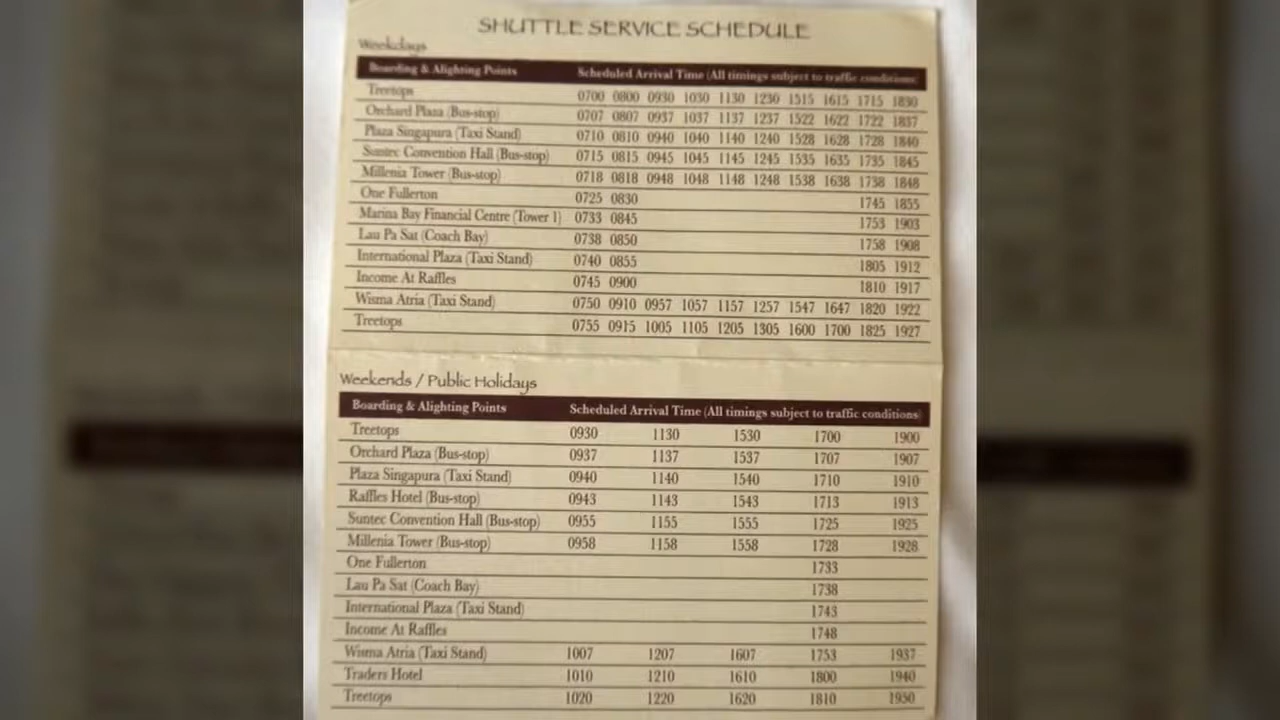 SHUTTLE SERVICE SCHEDULE
Weekdays
Boarding & Alighting Points Scheduled Arrival Time (All timings subject to traffic conditions)
Treetops 0700 0800 0930 1030 1130 1230 1515 1615 1715 1830
Orchard Plaza (Bus-stop) 0707 0807 0937 1037 1137 1237 1522 1622 1722 1837
Plaza Singapura (Taxi Stand) 0710 0810 0940 1040 1140 1240 1528 1628 1728 1840
Suntec Convention Hall (Bus-stop) 0715 0815 0945 1045 1145 1245 1535 1635 1735 1845
Millenia Tower (Bus-stop) 0718 0818 0948 1048 1148 1248 1538 1638 1738 1848
One Fullerton 0725 0830 1745 1855
Marina Bay Financial Centre (Tower 1) 0733 0845 1753 1903
Lau Pa Sat (Coach Bay) 0738 0850 1758 1908
International Plaza (Taxi Stand) 0740 0855 1805 1912
Income At Raffles 0745 0900 1810 1917
Wisma Atria (Taxi Stand) 0750 0910 0957 1057 1157 1257 1547 1647 1820 1922
Treetops 0755 0915 1005 1105 1205 1305 1600 1700 1825 1927
Weekends / Public Holidays
Boarding & Alighting Points Scheduled Arrival Time (All timings subject to traffic conditions)
Treetops 0930 1130 1530 1700 1900
Orchard Plaza (Bus-stop) 0937 1137 1537 1707 1907
Plaza Singapura (Taxi Stand) 0940 1140 1540 1710 1910
Raffles Hotel (Bus-stop) 0943 1143 1543 1713 1913
Suntec Convention Hall (Bus-stop) 0955 1155 1555 1725 1925
Millenia Tower (Bus-stop) 0958 1158 1558 1728 1928
One Fullerton 1733
Lau Pa Sat (Coach Bay) 1738
International Plaza (Taxi Stand) 1743
Income At Raffles 1748
Wisma Atria (Taxi Stand) 1007 1207 1607 1753 1937
Traders Hotel 1010 1210 1610 1800 1940
Treetops 1020 1220 1620 1810 1950